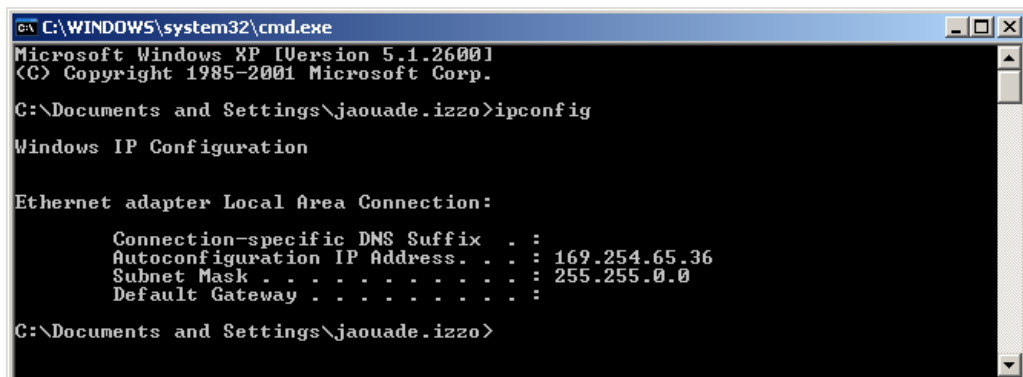 C:\WINDOWS\system32\cmd.exe
Microsoft Windows XP [Version 5.1.2600]
(C) Copyright 1985-2001 Microsoft Corp.
C:\Documents and Settings\jaouade.izzo>ipconfig
Windows IP Configuration
Ethernet adapter Local Area Connection:
Connection-specific DNS Suffix . :
Autoconfiguration IP Address. . . : 169.254.65.36
Subnet Mask . . . . . . . . . . . : 255.255.0.0
Default Gateway . . . . . . . . . :
C:\Documents and Settings\jaouade.izzo>